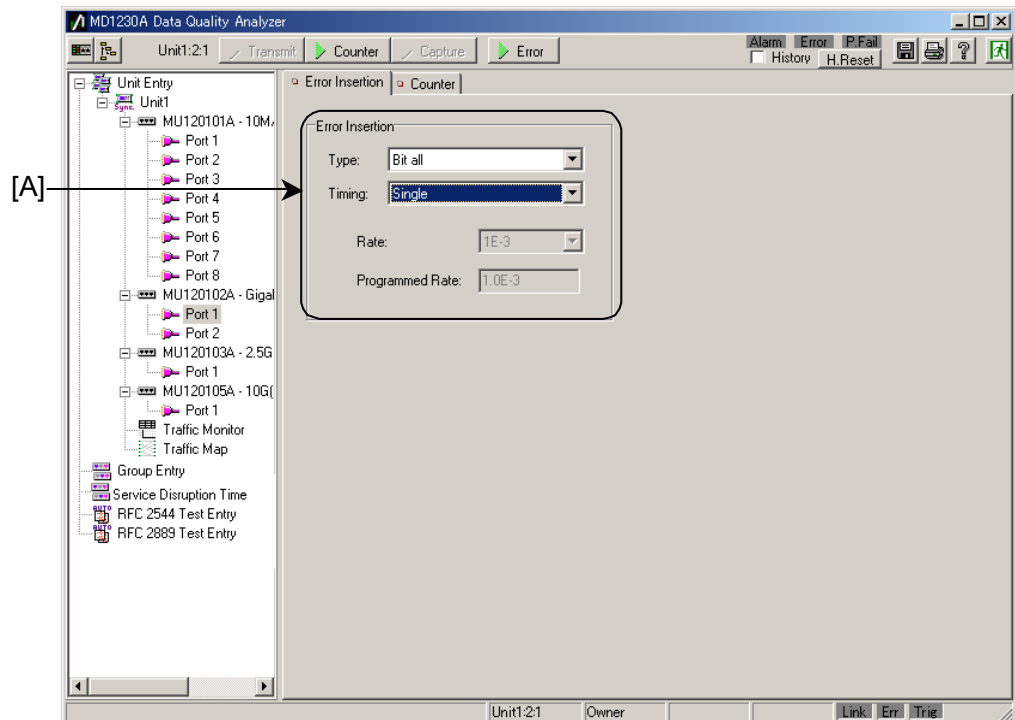 MD1230A Data Quality Analyzer
Unit1:2:1 Transmit Counter Capture Error
Alarm Error P.Fail
History H.Reset
Unit Entry
Unit1
MU120101A - 10M/
Port 1
Port 2
Port 3
Port 4
Port 5
Port 6
Port 7
Port 8
MU120102A - Gigal
Port 1
Port 2
MU120103A - 2.5G
Port 1
MU120105A - 10G(
Port 1
Traffic Monitor
Traffic Map
Group Entry
Service Disruption Time
RFC 2544 Test Entry
RFC 2889 Test Entry
Error Insertion Counter
Error Insertion
Type: Bit all
Timing: Single
Rate: 1E-3
Programmed Rate: 1.0E-3
[A]
Unit1:2:1 Owner Link Err Trig